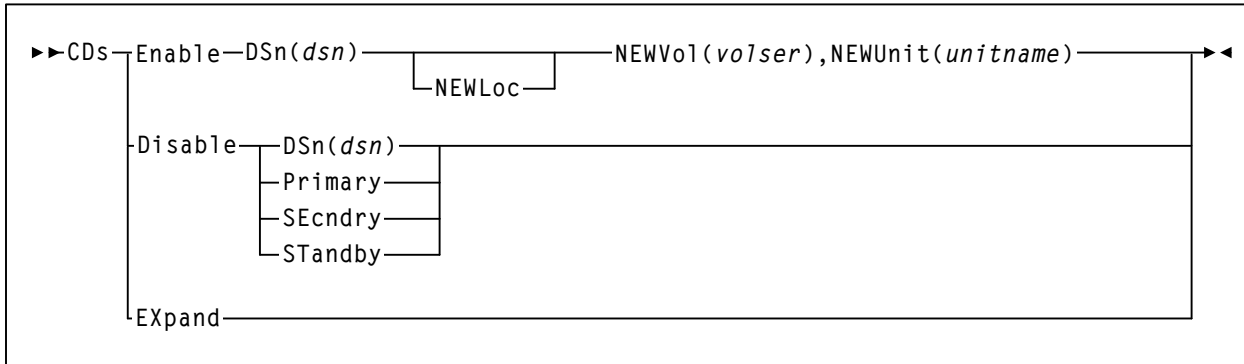 ►►CDs Enable DSn(dsn) NEWVol(volser),NEWUnit(unitname) ►◄
NEWLoc
Disable DSn(dsn)
Primary
SEcndry
STandby
EXpand